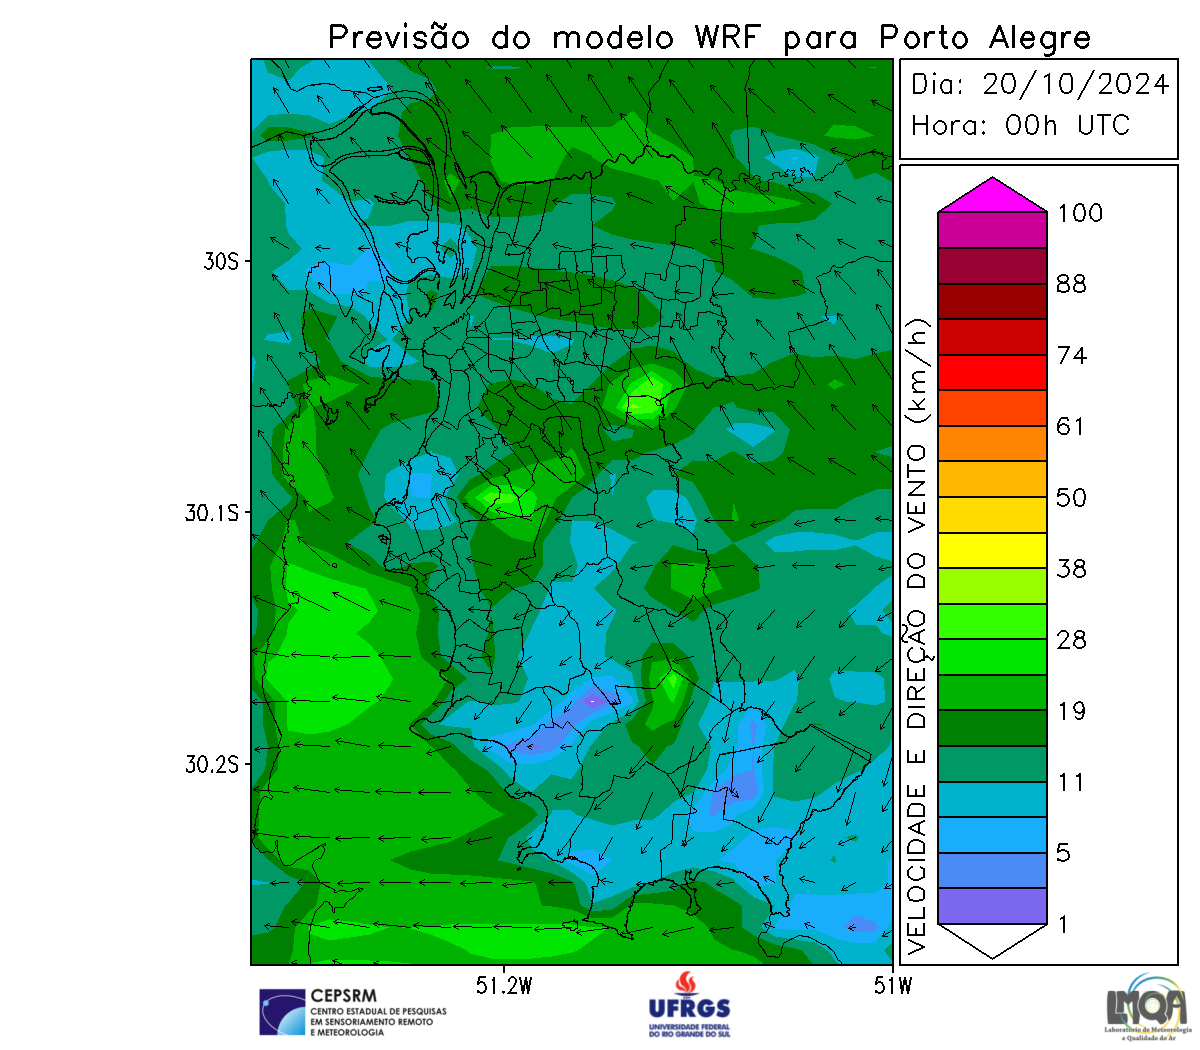 Previsão do modelo WRF para Porto Alegre
Dia: 20/10/2024
Hora: 00h UTC
30S
30.1S
30.2S
51.2W
51W
VELOCIDADE E DIREÇÃO DO VENTO (km/h)
100
88
74
61
50
38
28
19
11
5
1
CEPSRM
CENTRO ESTADUAL DE PESQUISAS
EM SENSORIAMENTO REMOTO
E METEOROLOGIA
UFRGS
UNIVERSIDADE FEDERAL
DO RIO GRANDE DO SUL
LMQA
Laboratório de Meteorologia
e Qualidade do Ar